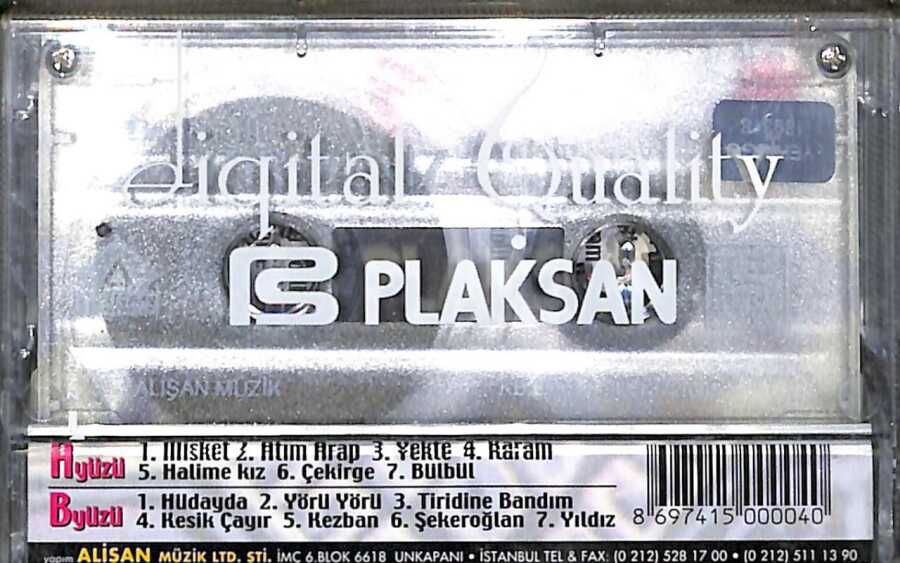 digital Quality
PLAKSAN
ALİŞAN MÜZİK
A yüzü 1. Misket 2. Atım Arap 3. Yekte 4. Karam
5. Halime kız 6. Çekirge 7. Bülbül
B yüzü 1. Hüdayda 2. Yörü Yörü 3. Tiridine Bandım
4. Kesik Çayır 5. Kezban 6. Şekeroğlan 7. Yıldız
8 697415 000040
yapım ALİŞAN MÜZİK LTD. ŞTİ. İMÇ 6.BLOK 6618 UNKAPANI • İSTANBUL TEL & FAX: (0 212) 528 17 00 • (0 212) 511 13 90